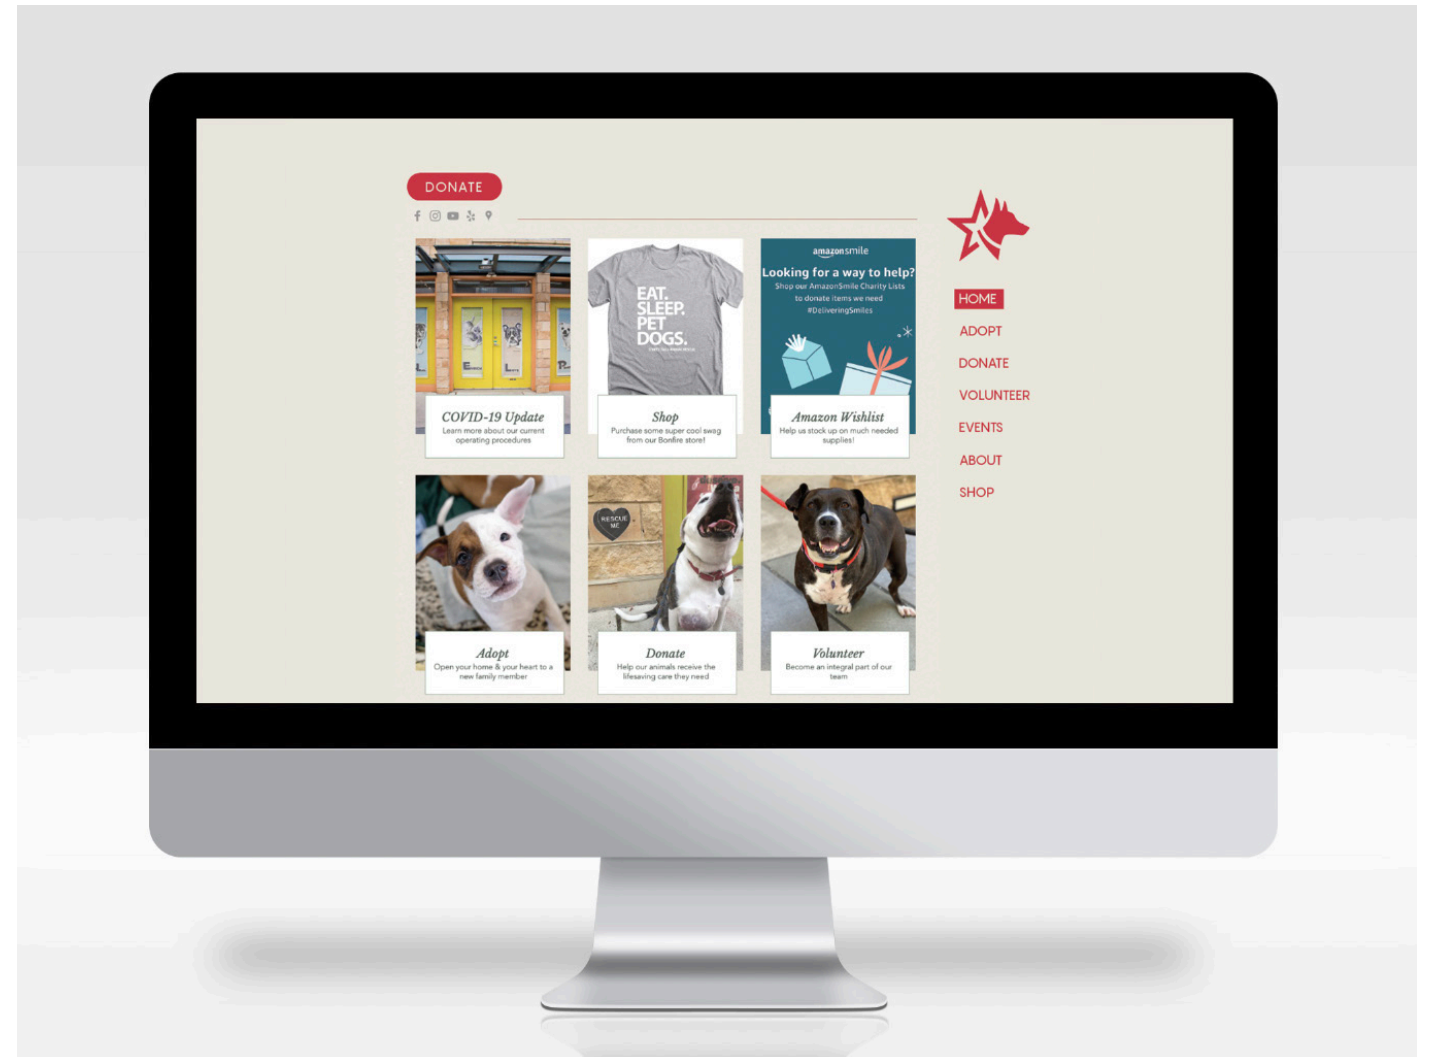 DONATE
amazonsmile
Looking for a way to help?
Shop our AmazonSmile Charity Lists
to donate items we need
#DeliveringSmiles
EAT.
SLEEP.
PET
DOGS.
COVID-19 Update
Learn more about our current
operating procedures
Shop
Purchase some super cool swag
from our Bonfire store!
Amazon Wishlist
Help us stock up on much needed
supplies!
RESCUE
ME
Adopt
Open your home & your heart to a
new family member
Donate
Help our animals receive the
lifesaving care they need
Volunteer
Become an integral part of our
team
HOME
ADOPT
DONATE
VOLUNTEER
EVENTS
ABOUT
SHOP